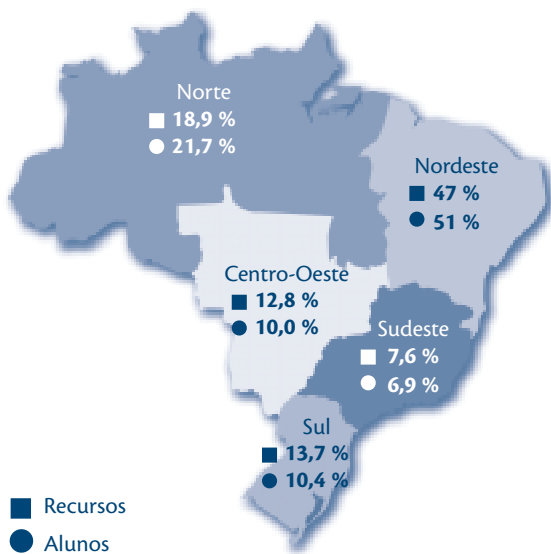 Norte
18,9 %
21,7 %
Nordeste
47 %
51 %
Centro-Oeste
12,8 %
10,0 %
Sudeste
7,6 %
6,9 %
Sul
13,7 %
10,4 %
Recursos
Alunos